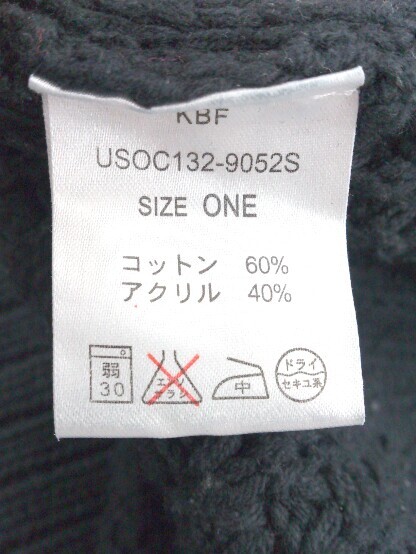 KBF
USOC132-9052S
SIZE ONE
コットン 60%
アクリル 40%
弱
30
エンソ
サラシ
中
ドライ
セキユ系